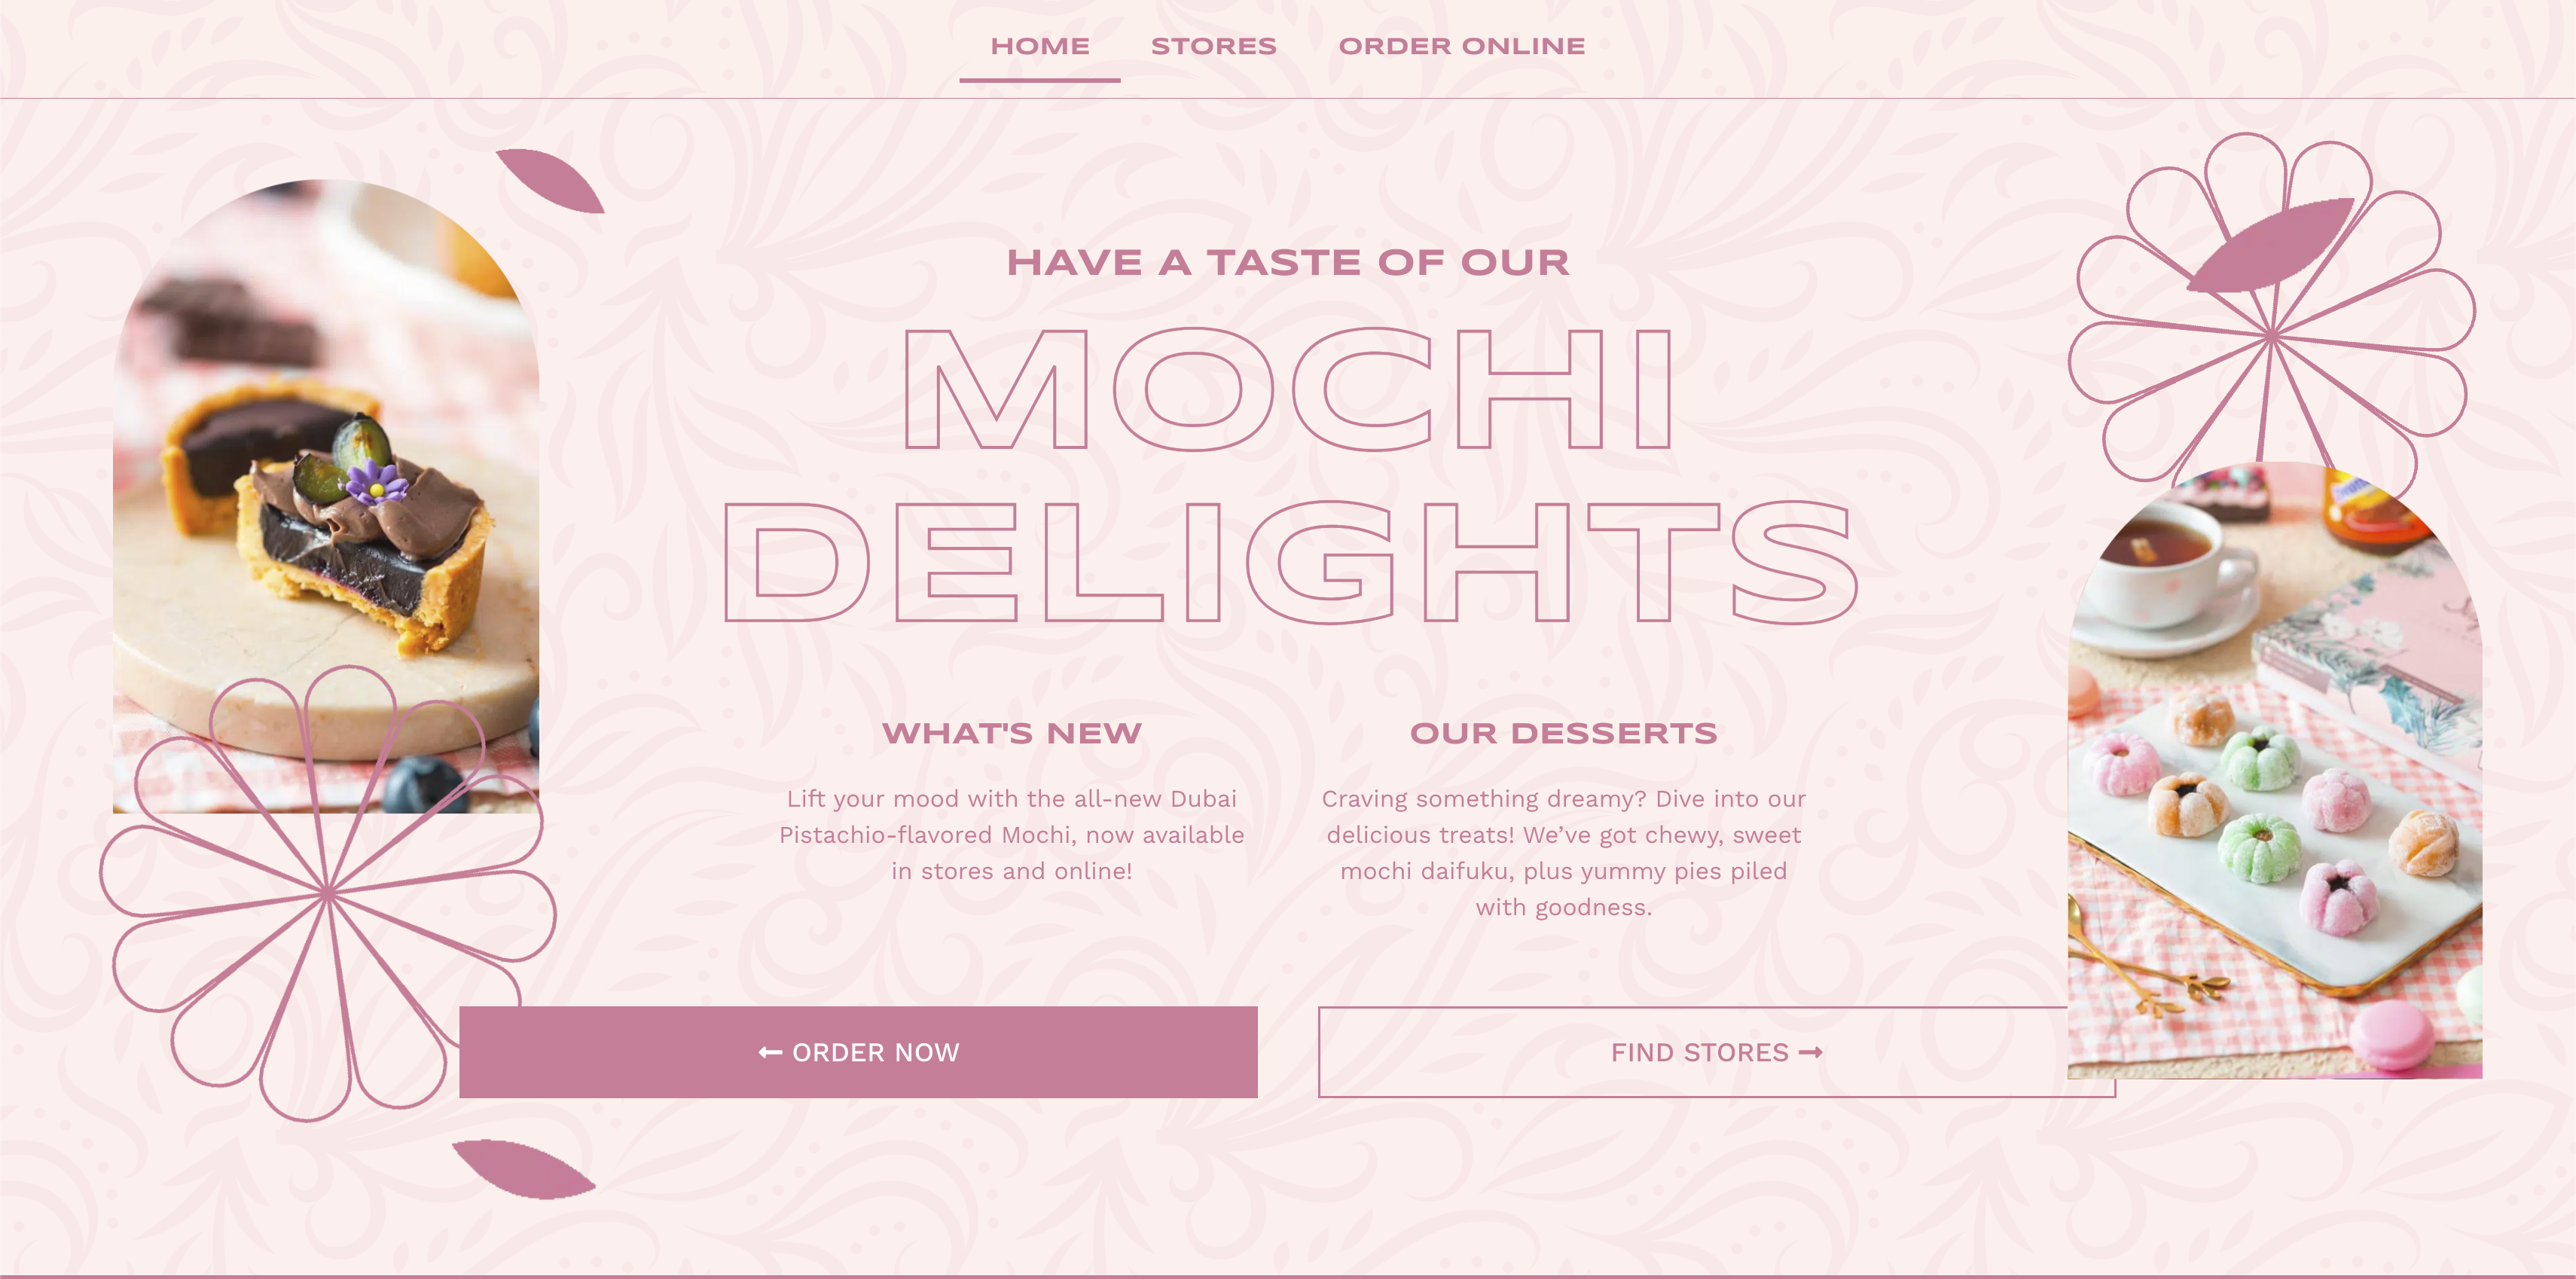 HOME STORES ORDER ONLINE
HAVE A TASTE OF OUR
MOCHI
DELIGHTS
WHAT'S NEW
Lift your mood with the all-new Dubai
Pistachio-flavored Mochi, now available
in stores and online!
OUR DESSERTS
Craving something dreamy? Dive into our
delicious treats! We’ve got chewy, sweet
mochi daifuku, plus yummy pies piled
with goodness.
ORDER NOW
FIND STORES